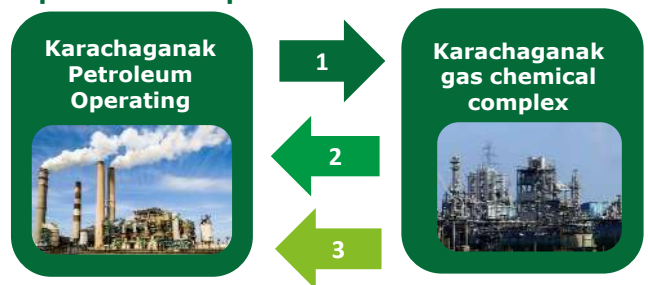 Karachaganak
Petroleum
Operating
1
Karachaganak
gas chemical
complex
2
3